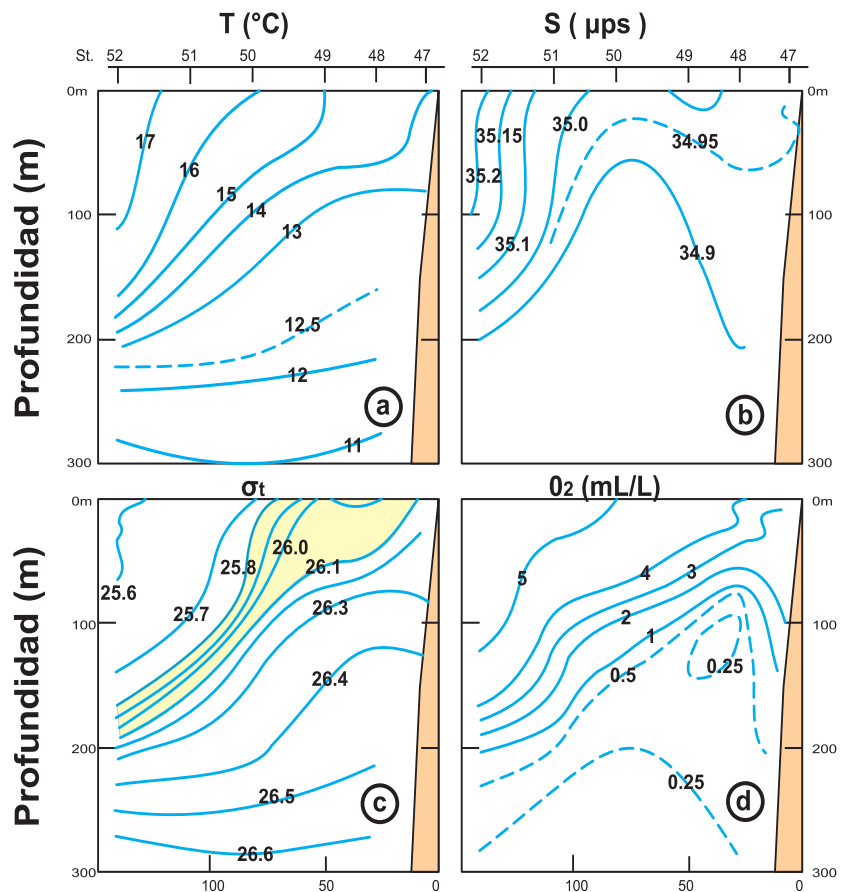 T (°C)
S ( µps )
St. 52 51 50 49 48 47
52 51 50 49 48 47
0m
17
16
15
14
13
12.5
12
11
100
200
300
Profundidad (m)
a
0m
35.15
35.0
34.95
35.2
35.1
34.9
100
200
300
b
σt
O2 (mL/L)
0m
25.6
25.7
25.8
26.0
26.1
26.3
26.4
26.5
26.6
100
200
300
Profundidad (m)
c
100 50 0
0m
5
4
3
2
1
0.5
0.25
0.25
100
200
300
d
100 50 0